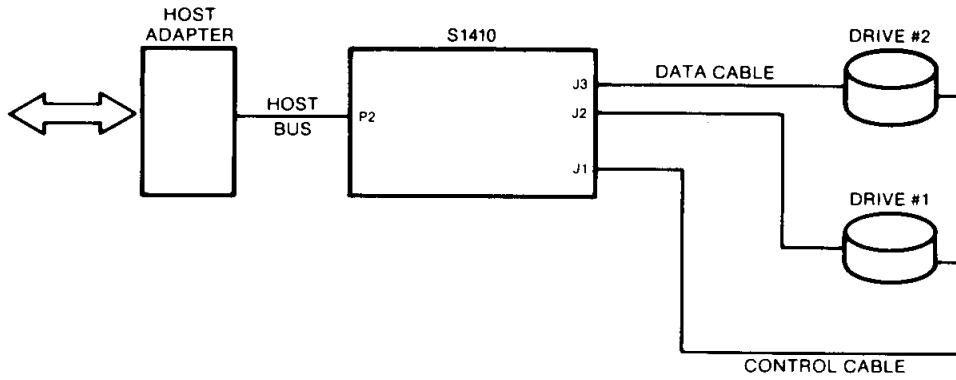 HOST
ADAPTER
S1410
DRIVE #2
DATA CABLE
J3
HOST
BUS
P2
J2
J1
DRIVE #1
CONTROL CABLE